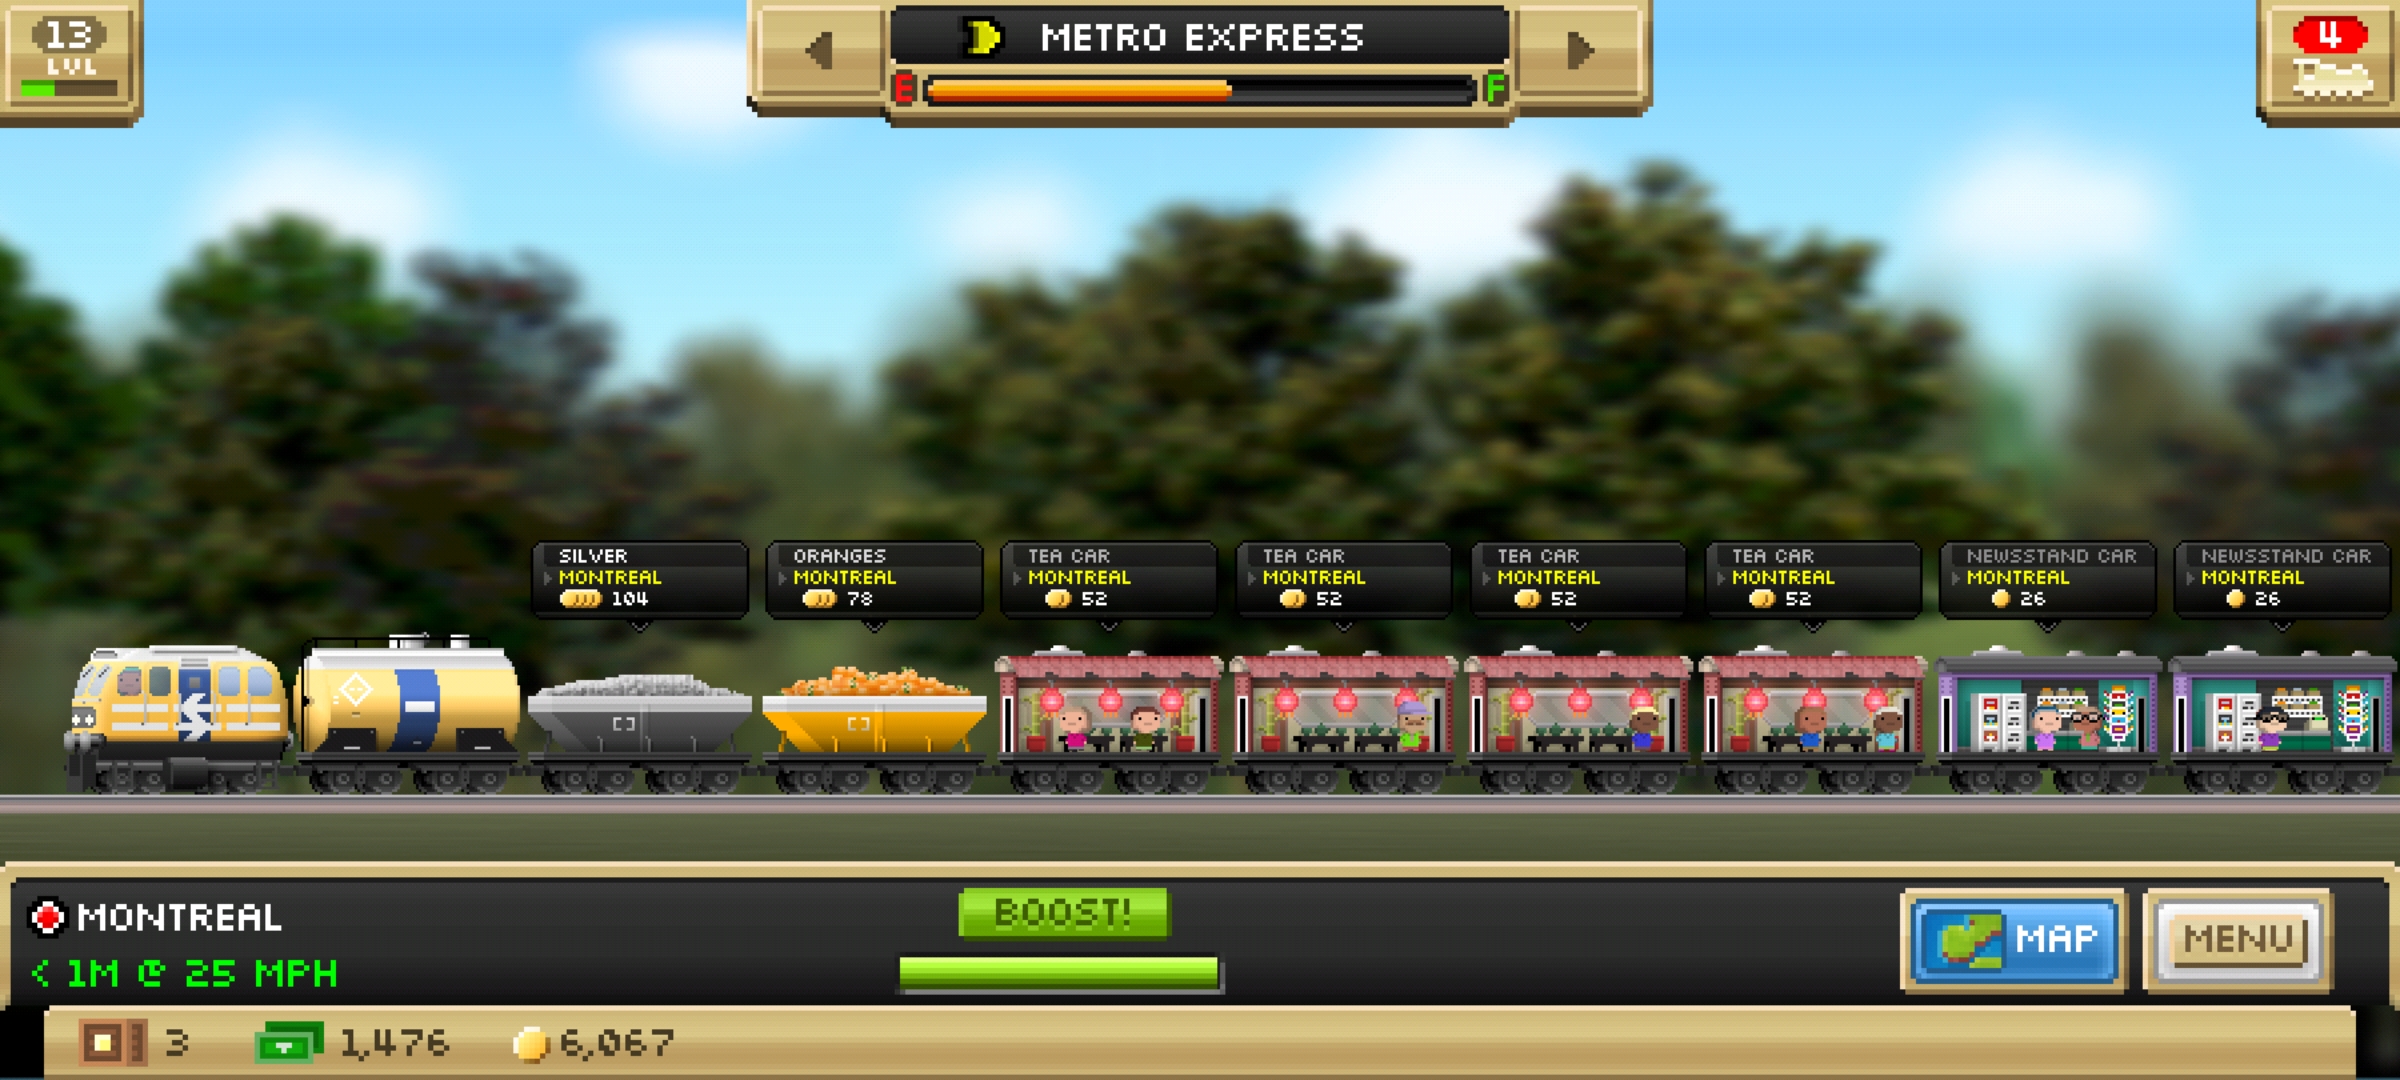 13
LVL
METRO EXPRESS
E
F
4
SILVER
MONTREAL
104
ORANGES
MONTREAL
78
TEA CAR
MONTREAL
52
TEA CAR
MONTREAL
52
TEA CAR
MONTREAL
52
TEA CAR
MONTREAL
52
NEWSSTAND CAR
MONTREAL
26
NEWSSTAND CAR
MONTREAL
26
MONTREAL
< 1M @ 25 MPH
BOOST!
MAP
MENU
3
1,476
6,067